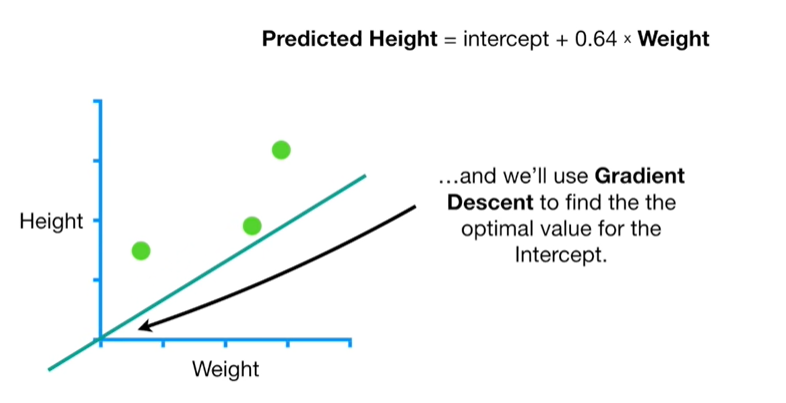 Predicted Height = intercept + 0.64 × Weight
…and we’ll use Gradient
Descent to find the the
optimal value for the
Intercept.
Height
Weight